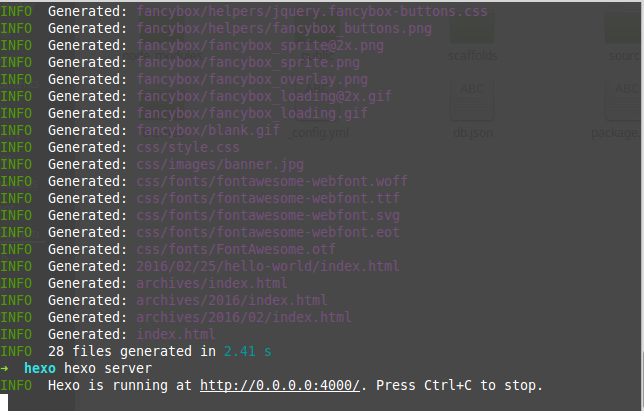 INFO  Generated: fancybox/helpers/jquery.fancybox-buttons.css
INFO  Generated: fancybox/helpers/fancybox_buttons.png
INFO  Generated: fancybox/fancybox_sprite@2x.png
INFO  Generated: fancybox/fancybox_sprite.png
INFO  Generated: fancybox/fancybox_overlay.png
INFO  Generated: fancybox/fancybox_loading@2x.gif
INFO  Generated: fancybox/fancybox_loading.gif
INFO  Generated: fancybox/blank.gif
INFO  Generated: css/style.css
INFO  Generated: css/images/banner.jpg
INFO  Generated: css/fonts/fontawesome-webfont.woff
INFO  Generated: css/fonts/fontawesome-webfont.ttf
INFO  Generated: css/fonts/fontawesome-webfont.svg
INFO  Generated: css/fonts/fontawesome-webfont.eot
INFO  Generated: css/fonts/FontAwesome.otf
INFO  Generated: 2016/02/25/hello-world/index.html
INFO  Generated: archives/index.html
INFO  Generated: archives/2016/index.html
INFO  Generated: archives/2016/02/index.html
INFO  Generated: index.html
INFO  28 files generated in 2.41 s
➜  hexo hexo server
INFO  Hexo is running at http://0.0.0.0:4000/. Press Ctrl+C to stop.
scaffolds
sourc
ABC
ABC
_config.yml
db.json
package.